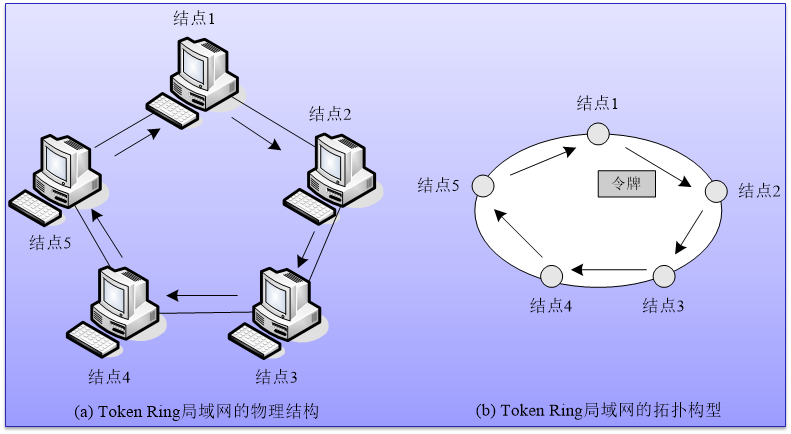 结点1
结点2
结点3
结点4
结点5
(a) Token Ring局域网的物理结构
结点1
结点2
结点3
结点4
结点5
令牌
(b) Token Ring局域网的拓扑构型